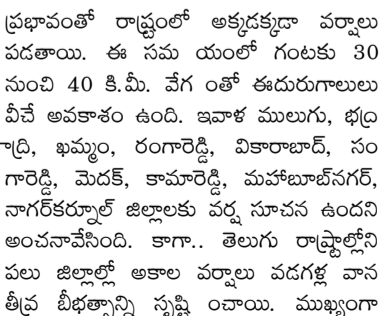 ప్రభావంతో రాష్ట్రంలో అక్కడక్కడా వర్షాలు
పడతాయి. ఈ సమ యంలో గంటకు 30
నుంచి 40 కి.మీ. వేగ ంతో ఈదురుగాలులు
వీచే అవకాశం ఉంది. ఇవాళ ములుగు, భద్ర
ాద్రి, ఖమ్మం, రంగారెడ్డి, వికారాబాద్, సం
గారెడ్డి, మెదక్, కామారెడ్డి, మహాబూబ్‌నగర్,
నాగర్‌కర్నూల్ జిల్లాలకు వర్ష సూచన ఉందని
అంచనావేసింది. కాగా.. తెలుగు రాష్ట్రాల్లోని
పలు జిల్లాల్లో అకాల వర్షాలు వడగళ్ల వాన
తీవ్ర బీభత్సాన్ని సృష్టి ంచాయి. ముఖ్యంగా